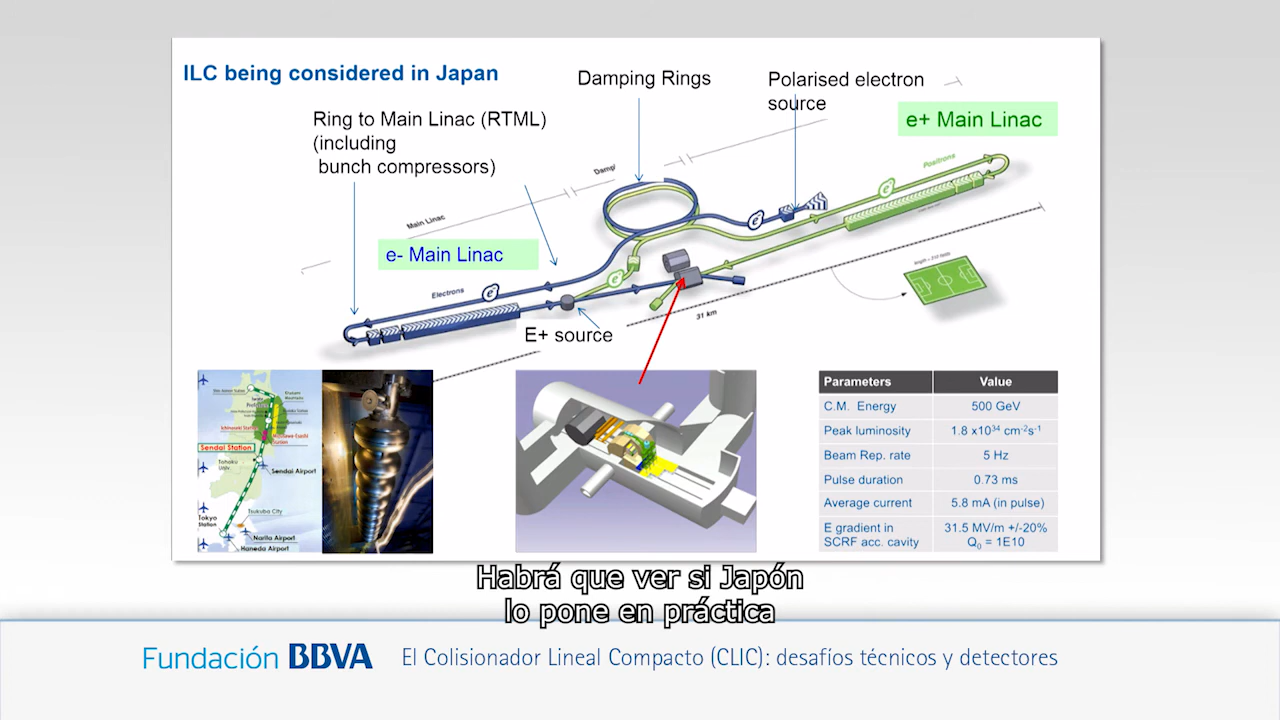 ILC being considered in Japan
Damping Rings
Polarised electron
source
Ring to Main Linac (RTML)
(including
bunch compressors)
e+ Main Linac
Positrons
Main Linac
e- Main Linac
Electrons
31 km
E+ source
Sendai Station
Tohoku
Univ.
Sendai Airport
Tsukuba City
Tokyo
Station
Narita Airport
Haneda Airport
Parameters Value
C.M. Energy 500 GeV
Peak luminosity 1.8 x10³⁴ cm⁻²s⁻¹
Beam Rep. rate 5 Hz
Pulse duration 0.73 ms
Average current 5.8 mA (in pulse)
E gradient in 31.5 MV/m +/-20%
SCRF acc. cavity Q₀ = 1E10
Habrá que ver si Japón
lo pone en práctica
Fundación BBVA El Colisionador Lineal Compacto (CLIC): desafíos técnicos y detectores